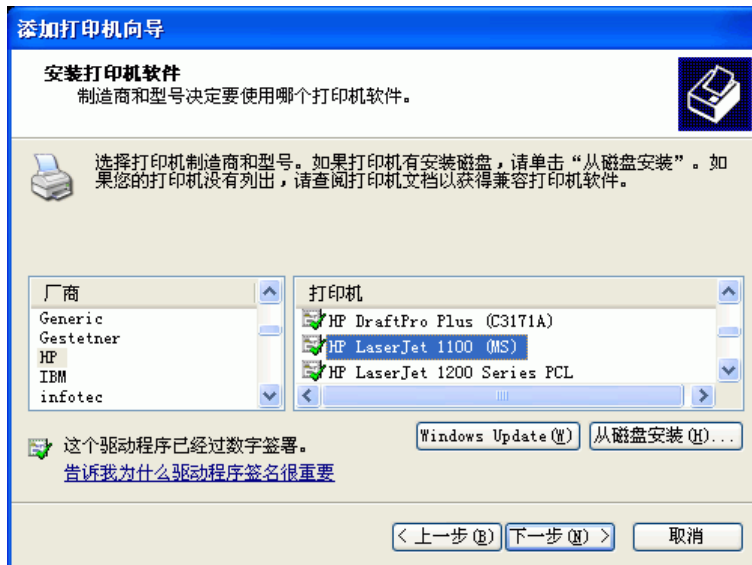 添加打印机向导
安装打印机软件
制造商和型号决定要使用哪个打印机软件。
选择打印机制造商和型号。如果打印机有安装磁盘，请单击“从磁盘安装”。如
果您的打印机没有列出，请查阅打印机文档以获得兼容打印机软件。
厂商
Generic
Gestetner
HP
IBM
infotec
打印机
HP DraftPro Plus (C3171A)
HP LaserJet 1100 (MS)
HP LaserJet 1200 Series PCL
这个驱动程序已经过数字签署。
告诉我为什么驱动程序签名很重要
Windows Update(W)
从磁盘安装(H)...
< 上一步(B)
下一步(N) >
取消